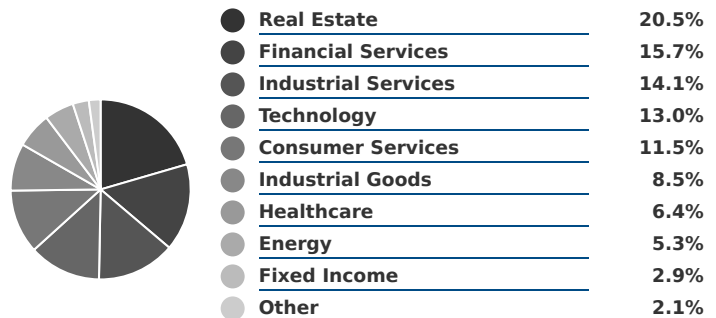 Real Estate 20.5%
Financial Services 15.7%
Industrial Services 14.1%
Technology 13.0%
Consumer Services 11.5%
Industrial Goods 8.5%
Healthcare 6.4%
Energy 5.3%
Fixed Income 2.9%
Other 2.1%